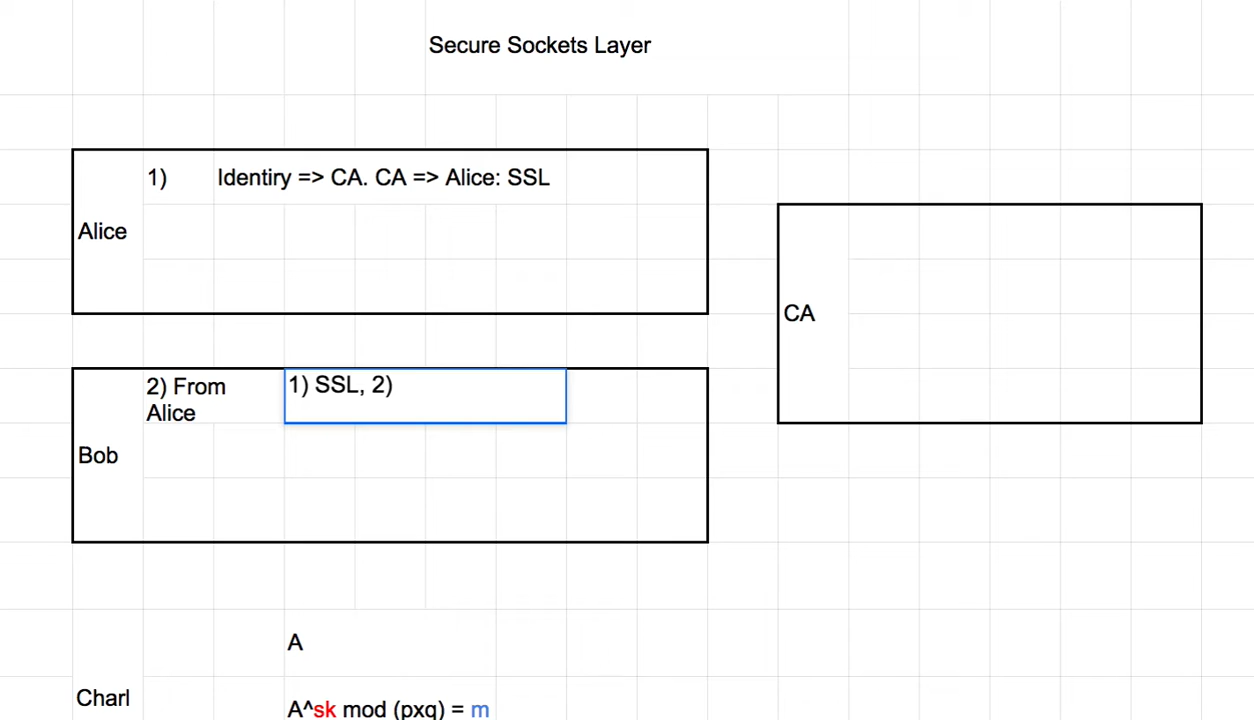 Secure Sockets Layer
1) Identiry => CA. CA => Alice: SSL
Alice
CA
2) From
Alice
1) SSL, 2)
Bob
A
Charl
A^sk mod (pxq) = m